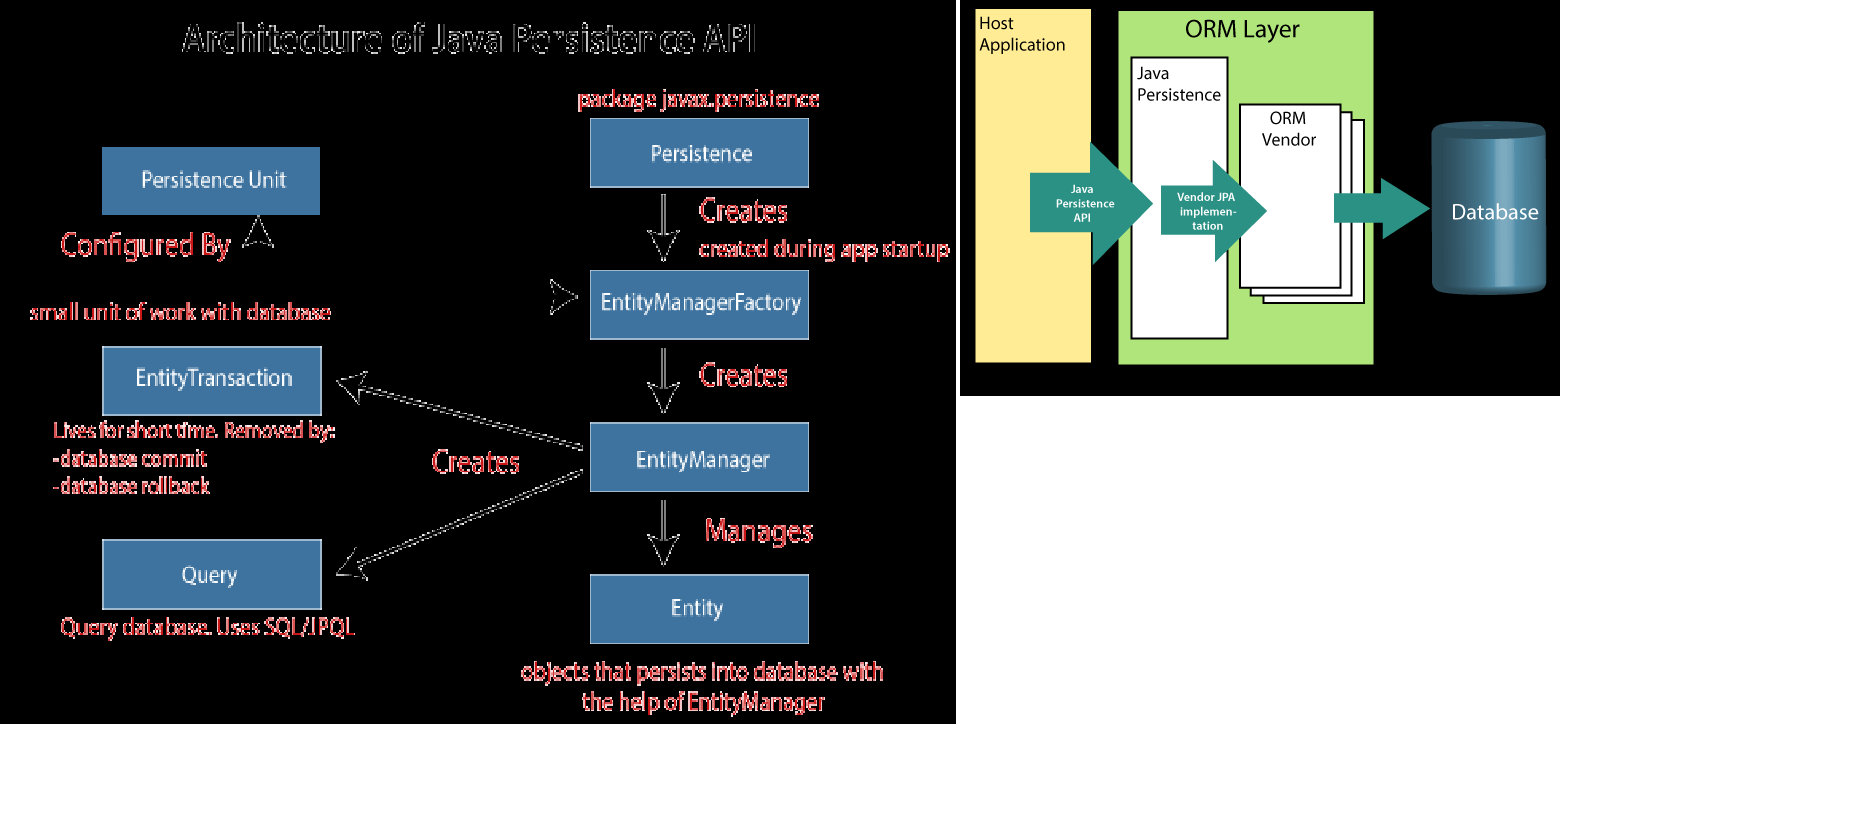 Architecture of Java Persistence API
package javax.persistence
Persistence
Persistence Unit
Creates
Configured By
created during app startup
EntityManagerFactory
small unit of work with database
EntityTransaction
Creates
Lives for short time. Removed by:
-database commit
-database rollback
Creates
EntityManager
Manages
Query
Entity
Query database. Uses SQL/JPQL
objects that persists into database with
the help of EntityManager
Host
Application
ORM Layer
Java
Persistence
ORM
Vendor
Java
Persistence
API
Vendor JPA
implemen-
tation
Database